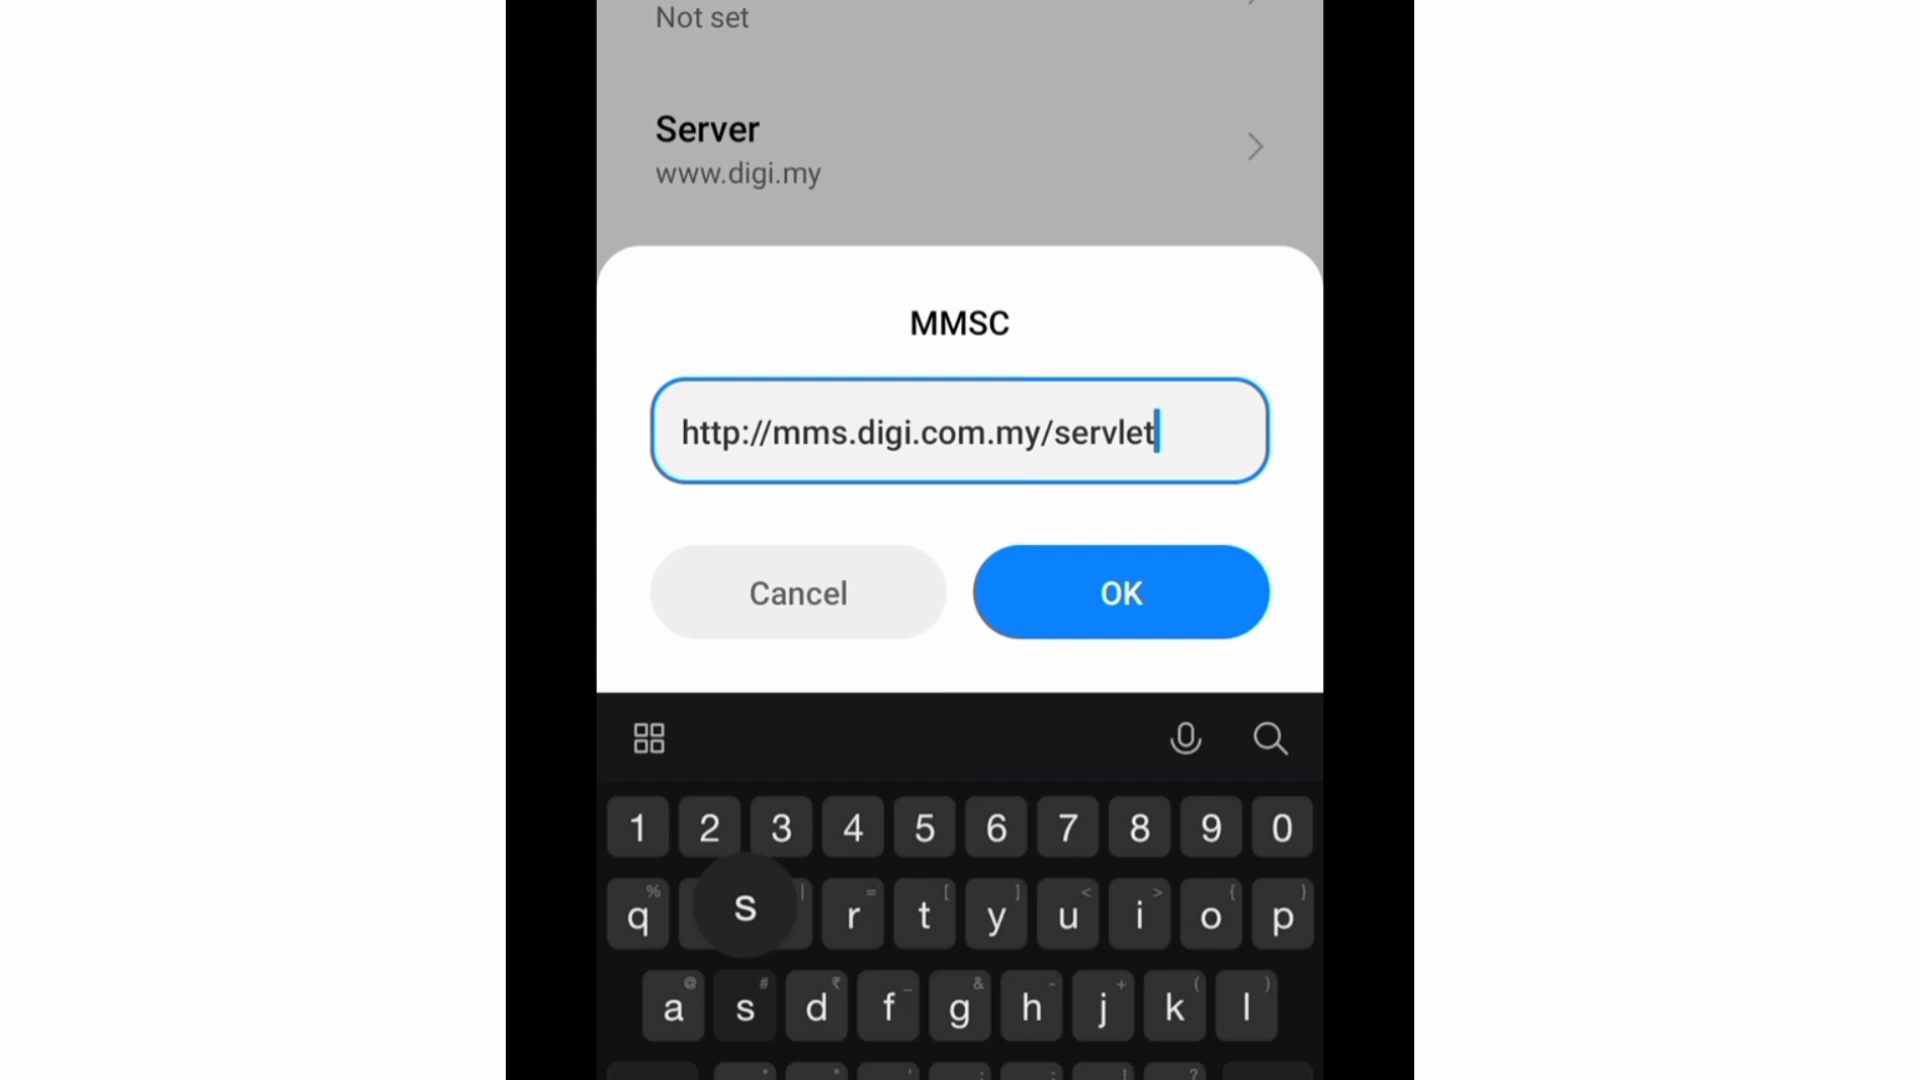 Not set
Server
www.digi.my
MMSC
http://mms.digi.com.my/servlet
Cancel
OK
1 2 3 4 5 6 7 8 9 0
% | = [ ] < > { }
q s r t y u i o p
@ # ₹ _ & - + ( )
a s d f g h j k l